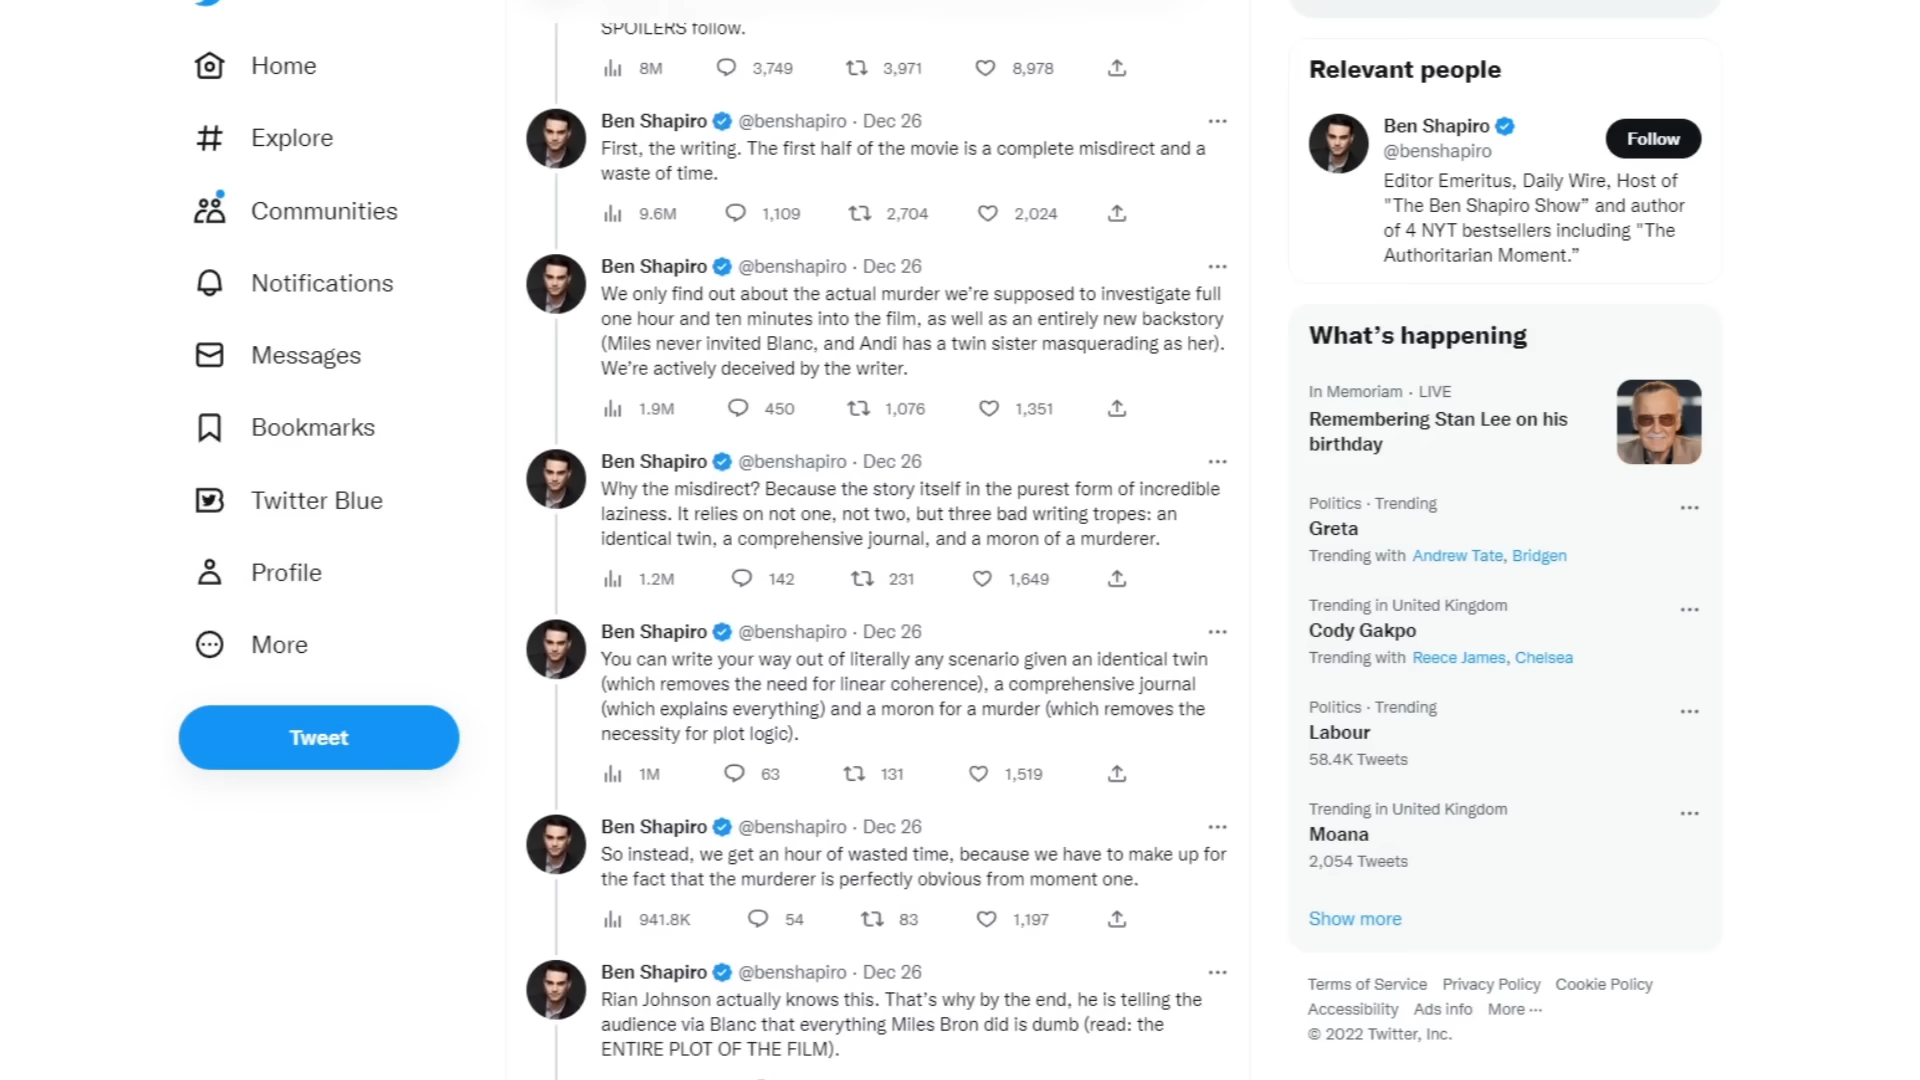 Home
Explore
Communities
Notifications
Messages
Bookmarks
Twitter Blue
Profile
More
Tweet
SPOILERS follow.
8M 3,749 3,971 8,978
Ben Shapiro @benshapiro · Dec 26
First, the writing. The first half of the movie is a complete misdirect and a
waste of time.
9.6M 1,109 2,704 2,024
Ben Shapiro @benshapiro · Dec 26
We only find out about the actual murder we’re supposed to investigate full
one hour and ten minutes into the film, as well as an entirely new backstory
(Miles never invited Blanc, and Andi has a twin sister masquerading as her).
We’re actively deceived by the writer.
1.9M 450 1,076 1,351
Ben Shapiro @benshapiro · Dec 26
Why the misdirect? Because the story itself in the purest form of incredible
laziness. It relies on not one, not two, but three bad writing tropes: an
identical twin, a comprehensive journal, and a moron of a murderer.
1.2M 142 231 1,649
Ben Shapiro @benshapiro · Dec 26
You can write your way out of literally any scenario given an identical twin
(which removes the need for linear coherence), a comprehensive journal
(which explains everything) and a moron for a murder (which removes the
necessity for plot logic).
1M 63 131 1,519
Ben Shapiro @benshapiro · Dec 26
So instead, we get an hour of wasted time, because we have to make up for
the fact that the murderer is perfectly obvious from moment one.
941.8K 54 83 1,197
Ben Shapiro @benshapiro · Dec 26
Rian Johnson actually knows this. That’s why by the end, he is telling the
audience via Blanc that everything Miles Bron did is dumb (read: the
ENTIRE PLOT OF THE FILM).
Relevant people
Ben Shapiro
@benshapiro
Follow
Editor Emeritus, Daily Wire, Host of
"The Ben Shapiro Show” and author
of 4 NYT bestsellers including "The
Authoritarian Moment.”
What’s happening
In Memoriam · LIVE
Remembering Stan Lee on his
birthday
Politics · Trending
Greta
Trending with Andrew Tate, Bridgen
Trending in United Kingdom
Cody Gakpo
Trending with Reece James, Chelsea
Politics · Trending
Labour
58.4K Tweets
Trending in United Kingdom
Moana
2,054 Tweets
Show more
Terms of Service Privacy Policy Cookie Policy
Accessibility Ads info More ···
© 2022 Twitter, Inc.